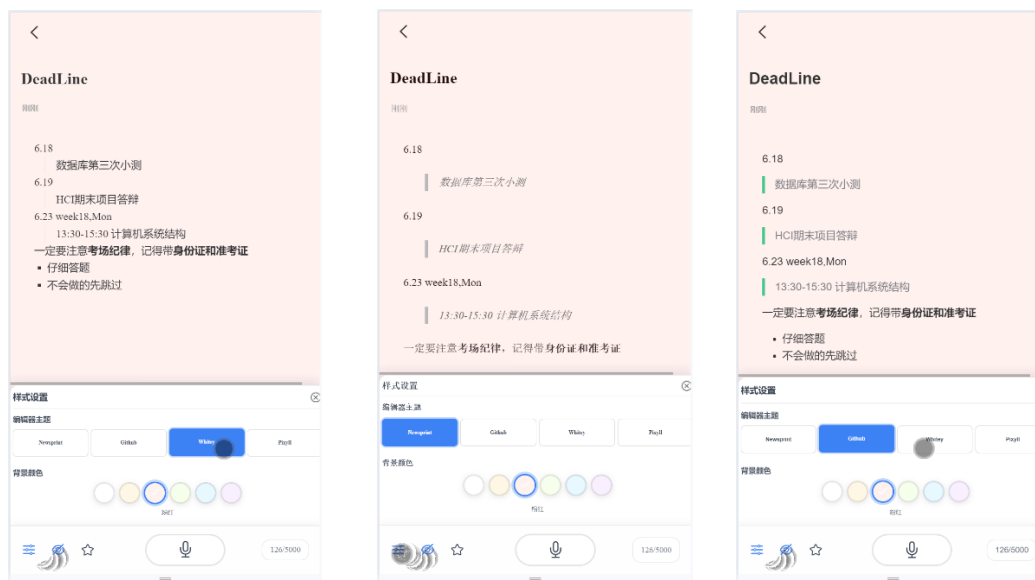 DeadLine
刚刚
6.18
数据库第三次小测
6.19
HCI期末项目答辩
6.23 week18,Mon
13:30-15:30 计算机系统结构
一定要注意考场纪律，记得带身份证和准考证
仔细答题
不会做的先跳过
样式设置
编辑器主题
Newsprint Github Whitey Pixyll
背景颜色
粉红
126/5000
DeadLine
刚刚
6.18
数据库第三次小测
6.19
HCI期末项目答辩
6.23 week18,Mon
13:30-15:30 计算机系统结构
一定要注意考场纪律，记得带身份证和准考证
样式设置
编辑器主题
Newsprint Github Whitey Pixyll
背景颜色
粉红
126/5000
DeadLine
刚刚
6.18
数据库第三次小测
6.19
HCI期末项目答辩
6.23 week18,Mon
13:30-15:30 计算机系统结构
一定要注意考场纪律，记得带身份证和准考证
仔细答题
不会做的先跳过
样式设置
编辑器主题
Newsprint Github Whitey Pixyll
背景颜色
粉红
126/5000